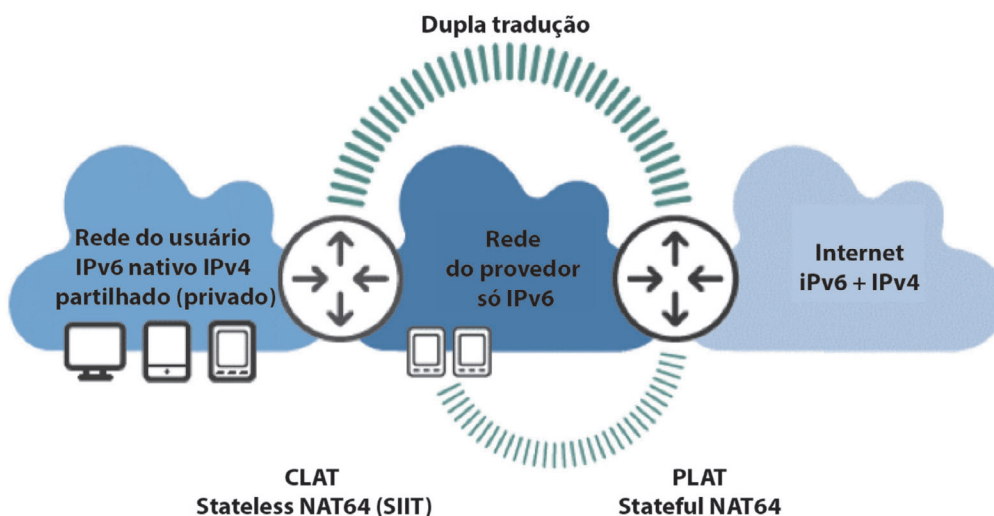 Dupla tradução
Rede do usuário
IPv6 nativo IPv4
partilhado (privado)
Rede
do provedor
só IPv6
Internet
iPv6 + IPv4
CLAT
Stateless NAT64 (SIIT)
PLAT
Stateful NAT64